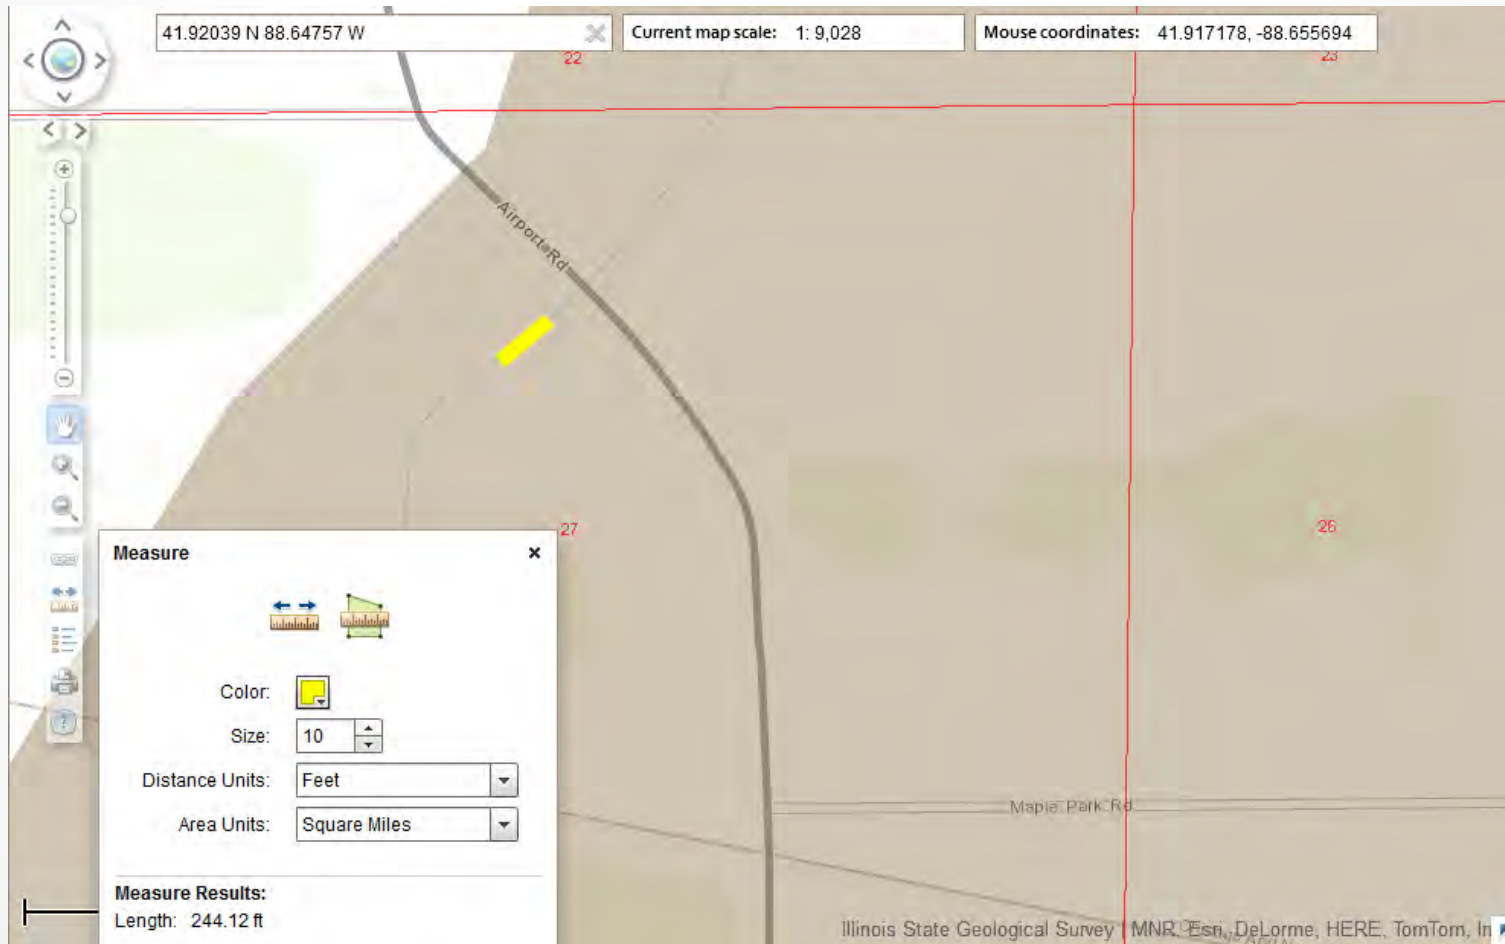 41.92039 N 88.64757 W
Current map scale: 1: 9,028
Mouse coordinates: 41.917178, -88.655694
22
23
Airport Rd
27
26
Measure
Color:
Size: 10
Distance Units: Feet
Area Units: Square Miles
Maple Park Rd
Measure Results:
Length: 244.12 ft
Illinois State Geological Survey | MNR, Esri, DeLorme, HERE, TomTom, In